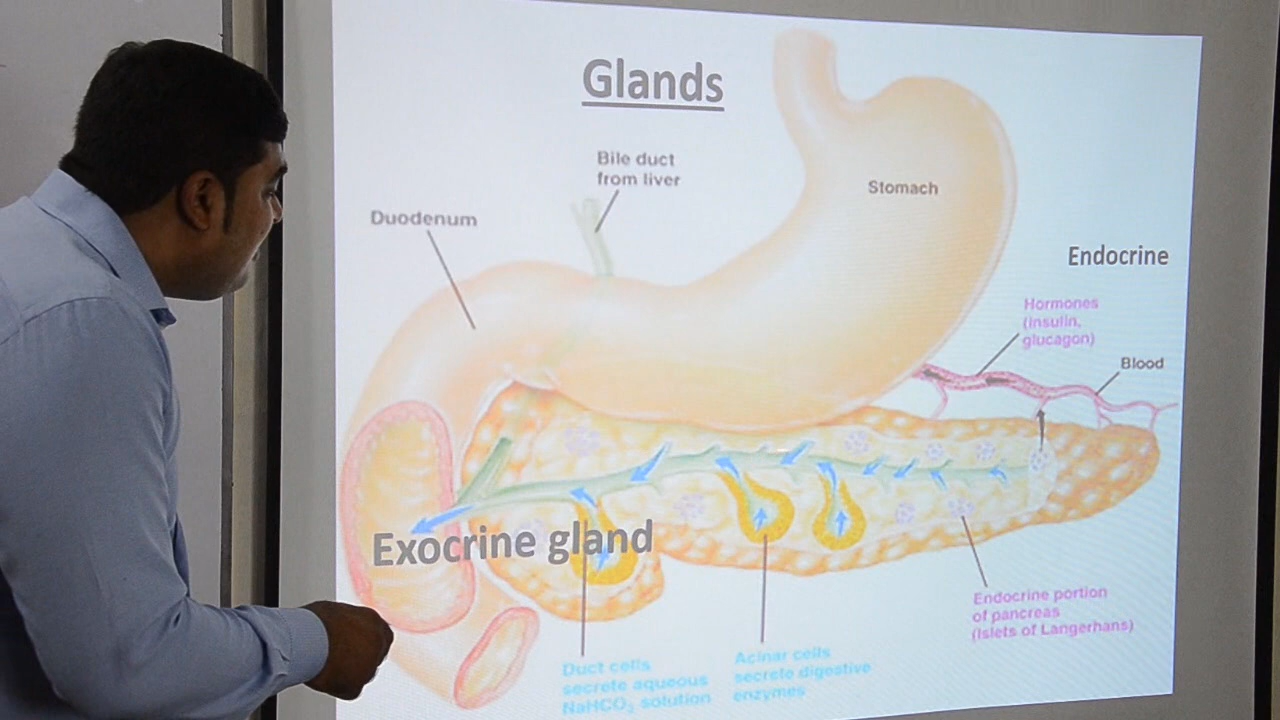 Glands
Bile duct
from liver
Duodenum
Stomach
Endocrine
Hormones
(insulin,
glucagon)
Blood
Exocrine gland
Endocrine portion
of pancreas
(Islets of Langerhans)
Duct cells
secrete aqueous
NaHCO₃ solution
Acinar cells
secrete digestive
enzymes